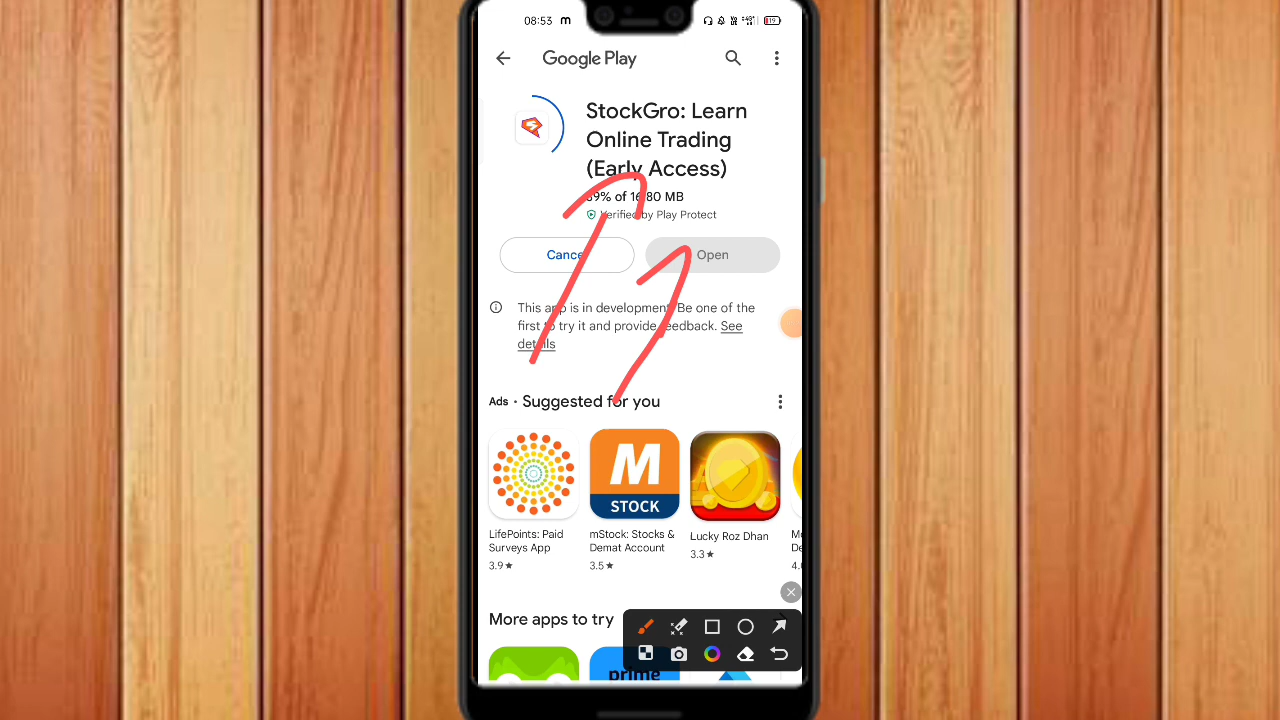 08:53
Google Play
StockGro: Learn
Online Trading
(Early Access)
of 16.80 MB
Verified by Play Protect
Cancel
Open
This app is in development. Be one of the
first to try it and provide feedback. See
details
Ads • Suggested for you
M
STOCK
LifePoints: Paid
Surveys App
3.9★
mStock: Stocks &
Demat Account
3.5★
Lucky Roz Dhan
3.3★
More apps to try
prime